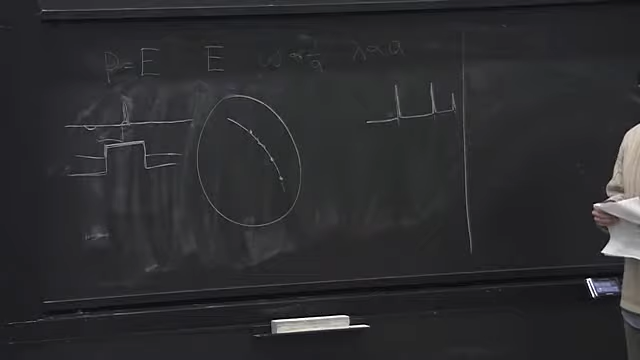 p = E E ω ∝ 1/a λ ∝ a